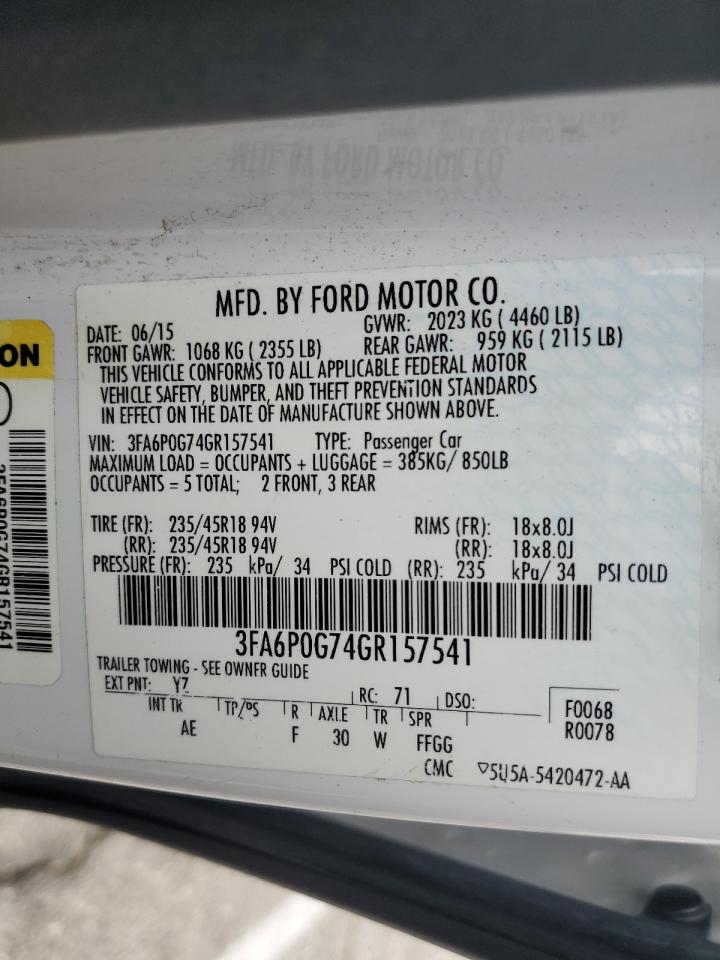 MFD. BY FORD MOTOR CO.
DATE: 06/15
GVWR: 2023 KG ( 4460 LB)
FRONT GAWR: 1068 KG ( 2355 LB)
REAR GAWR: 959 KG ( 2115 LB)
THIS VEHICLE CONFORMS TO ALL APPLICABLE FEDERAL MOTOR
VEHICLE SAFETY, BUMPER, AND THEFT PREVENTION STANDARDS
IN EFFECT ON THE DATE OF MANUFACTURE SHOWN ABOVE.
VIN: 3FA6P0G74GR157541 TYPE: Passenger Car
MAXIMUM LOAD = OCCUPANTS + LUGGAGE = 385KG/ 850LB
OCCUPANTS = 5 TOTAL; 2 FRONT, 3 REAR
TIRE (FR): 235/45R18 94V RIMS (FR): 18x8.0J
(RR): 235/45R18 94V (RR): 18x8.0J
PRESSURE (FR): 235 kPa/ 34 PSI COLD (RR): 235 kPa/ 34 PSI COLD
3FA6P0G74GR157541
TRAILER TOWING - SEE OWNER GUIDE
EXT PNT: Y7 RC: 71 DSO:
INT TR TP/PS R AXLE TR SPR
AE F 30 W FFGG
F0068
R0078
CMC ▽5U5A-5420472-AA
ON
3FA6P0G74GR157541